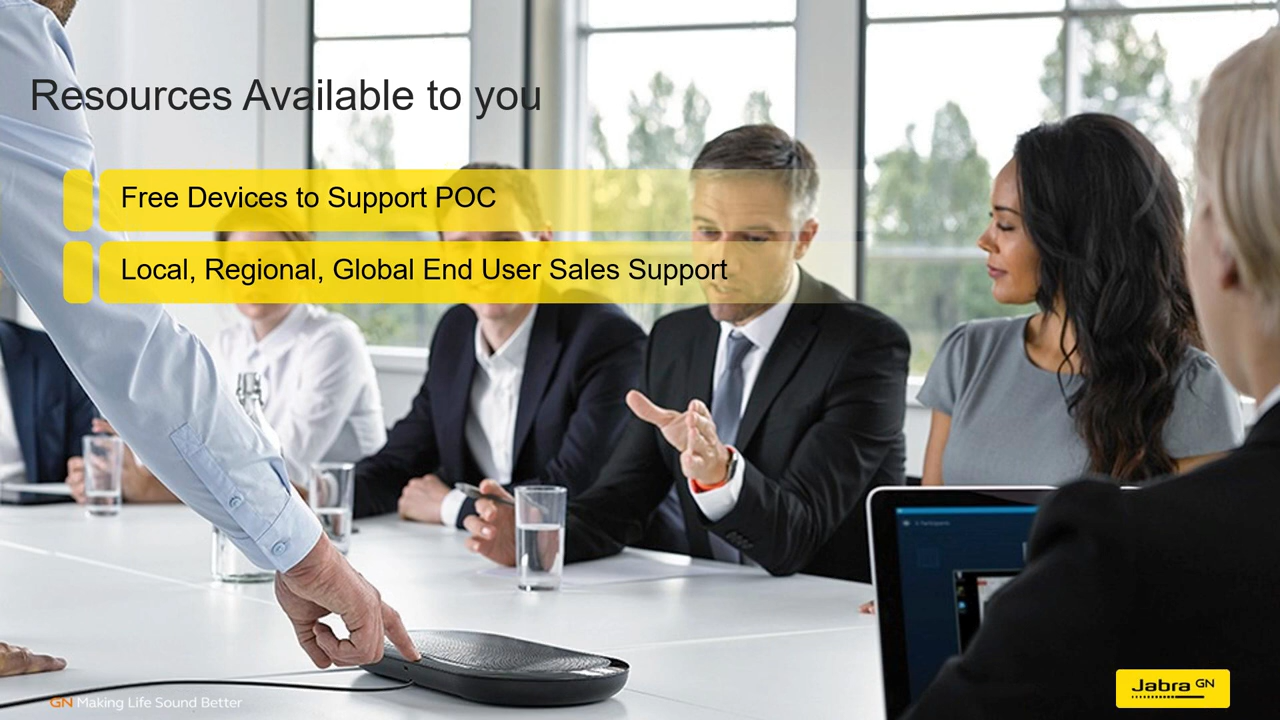 Resources Available to you
Free Devices to Support POC
Local, Regional, Global End User Sales Support
GN Making Life Sound Better
Jabra GN